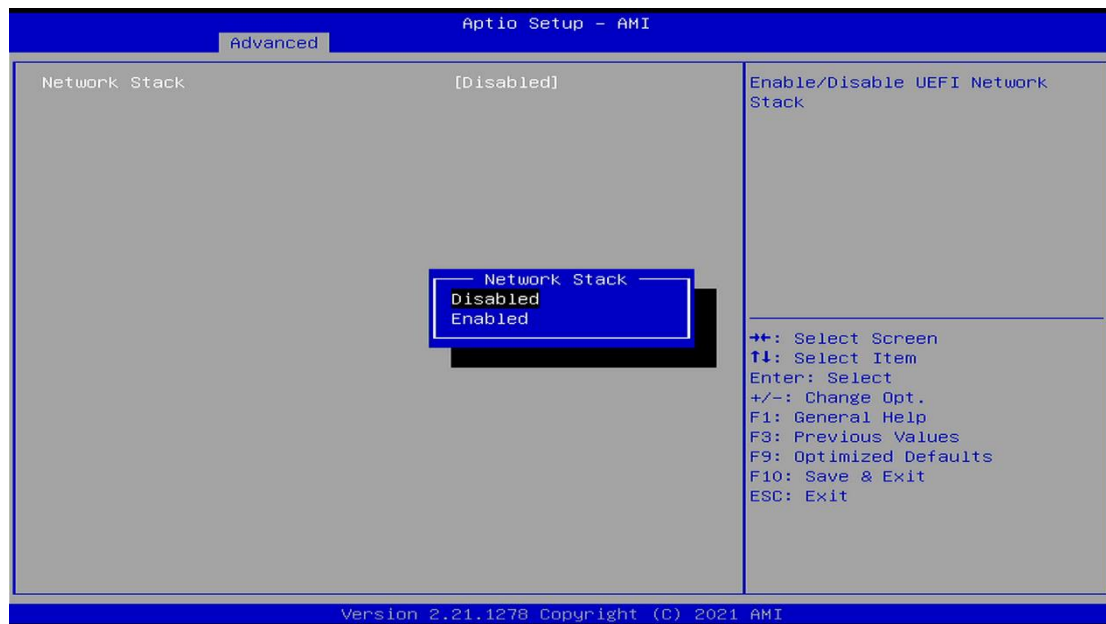 Aptio Setup – AMI
Advanced
Network Stack [Disabled]
Enable/Disable UEFI Network
Stack
Network Stack
Disabled
Enabled
→←: Select Screen
↑↓: Select Item
Enter: Select
+/-: Change Opt.
F1: General Help
F3: Previous Values
F9: Optimized Defaults
F10: Save & Exit
ESC: Exit
Version 2.21.1278 Copyright (C) 2021 AMI